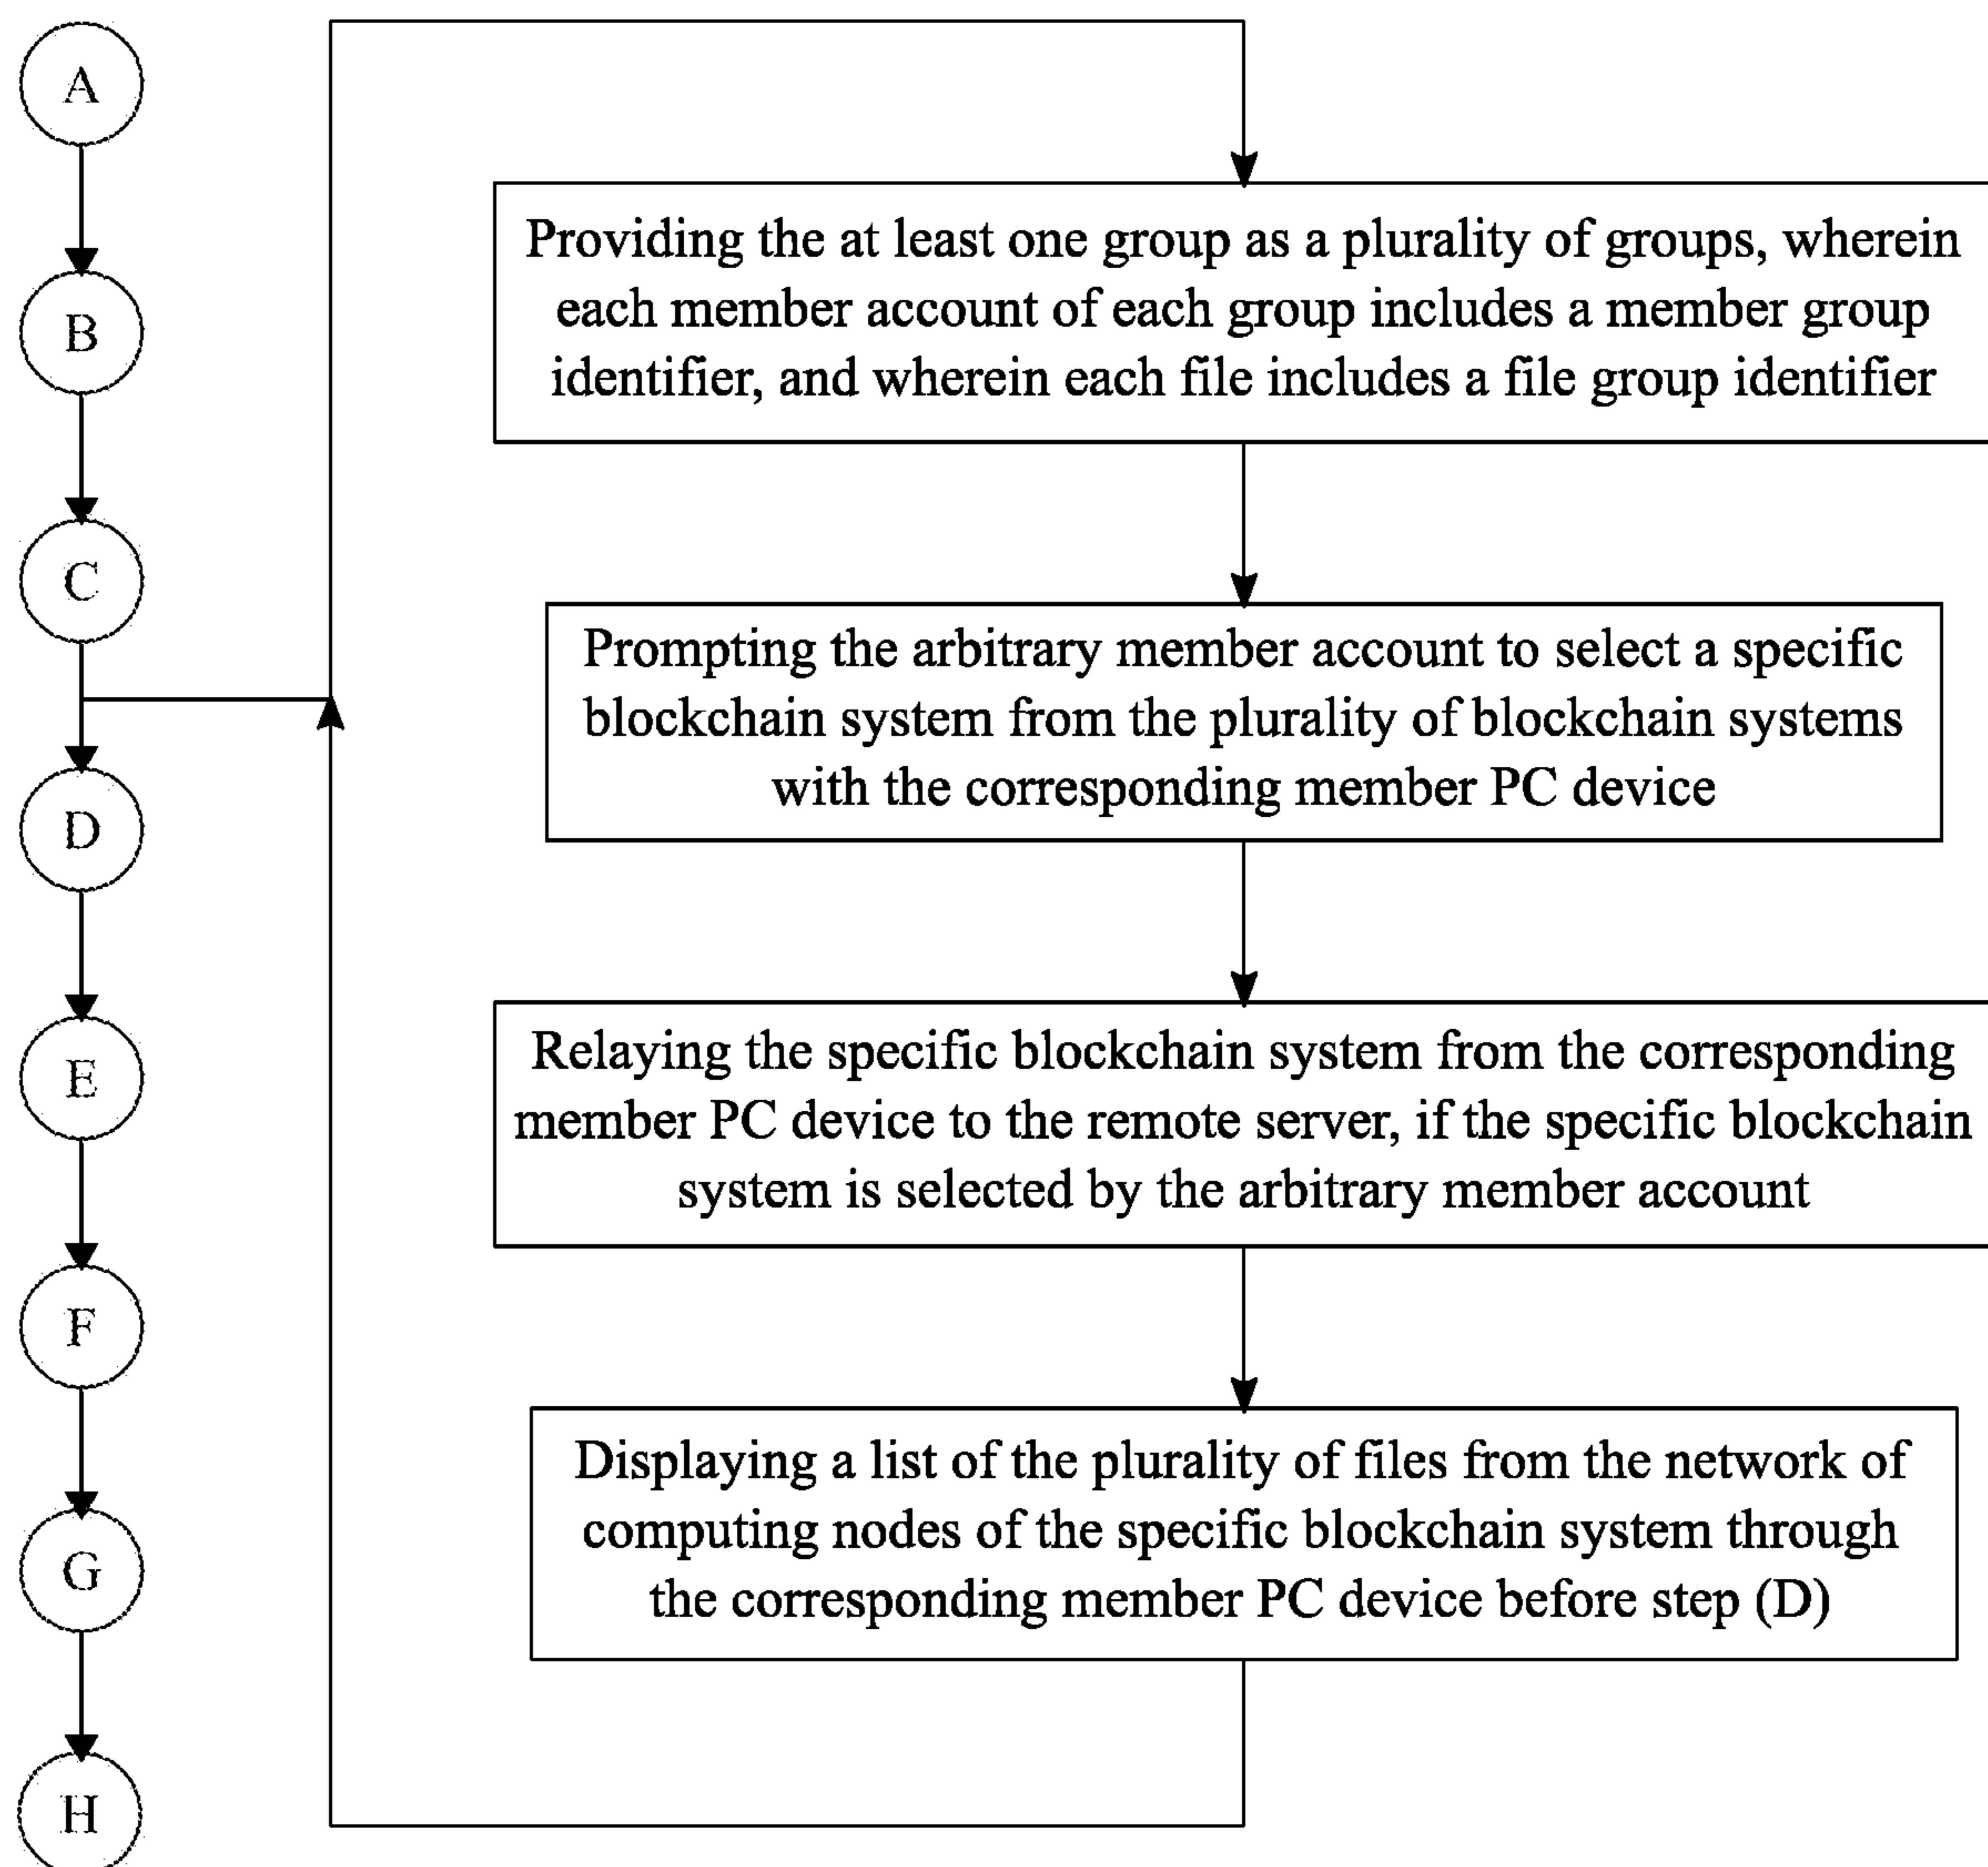 A
B
C
D
E
F
G
H
Providing the at least one group as a plurality of groups, wherein
each member account of each group includes a member group
identifier, and wherein each file includes a file group identifier
Prompting the arbitrary member account to select a specific
blockchain system from the plurality of blockchain systems
with the corresponding member PC device
Relaying the specific blockchain system from the corresponding
member PC device to the remote server, if the specific blockchain
system is selected by the arbitrary member account
Displaying a list of the plurality of files from the network of
computing nodes of the specific blockchain system through
the corresponding member PC device before step (D)